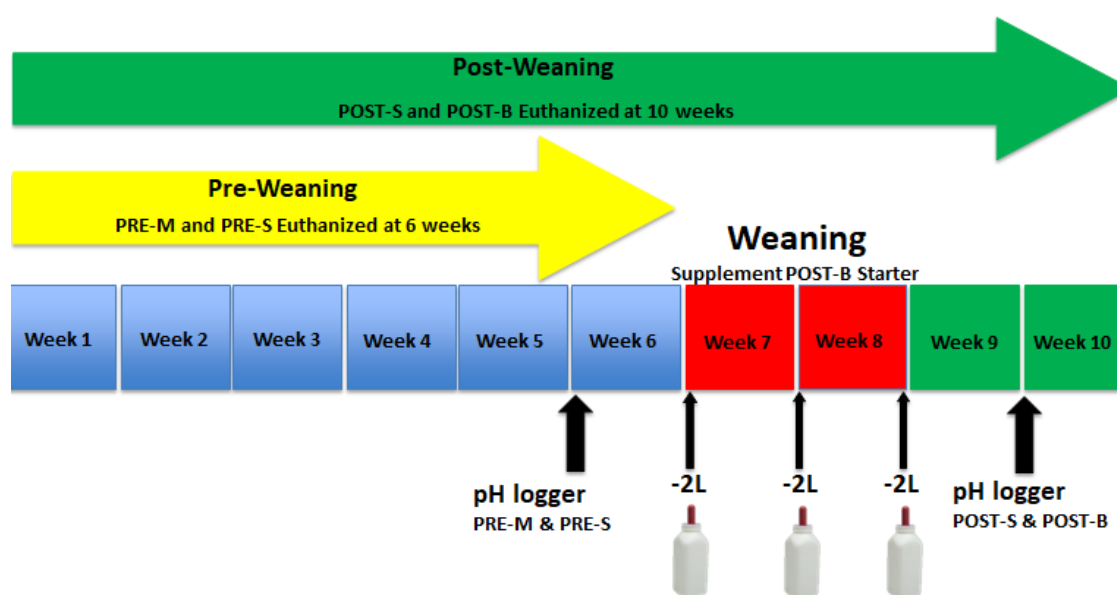 Post-Weaning
POST-S and POST-B Euthanized at 10 weeks
Pre-Weaning
PRE-M and PRE-S Euthanized at 6 weeks
Weaning
Supplement POST-B Starter
Week 1
Week 2
Week 3
Week 4
Week 5
Week 6
Week 7
Week 8
Week 9
Week 10
pH logger
PRE-M & PRE-S
-2L
-2L
-2L
pH logger
POST-S & POST-B